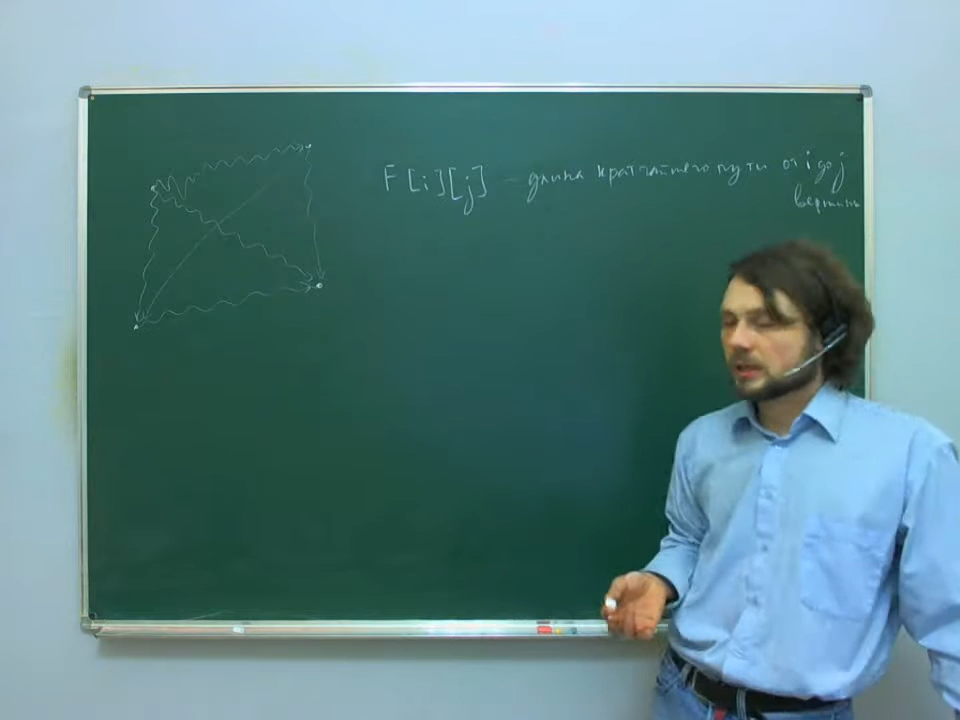 F[i][j] – длина кратчайшего пути от i до j
вершины